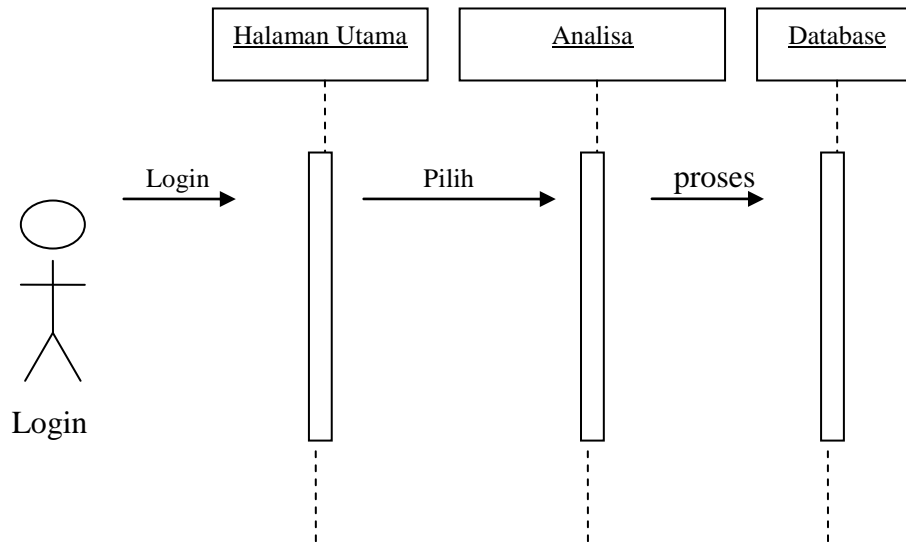 Halaman Utama
Analisa
Database
Login
Pilih
proses
Login